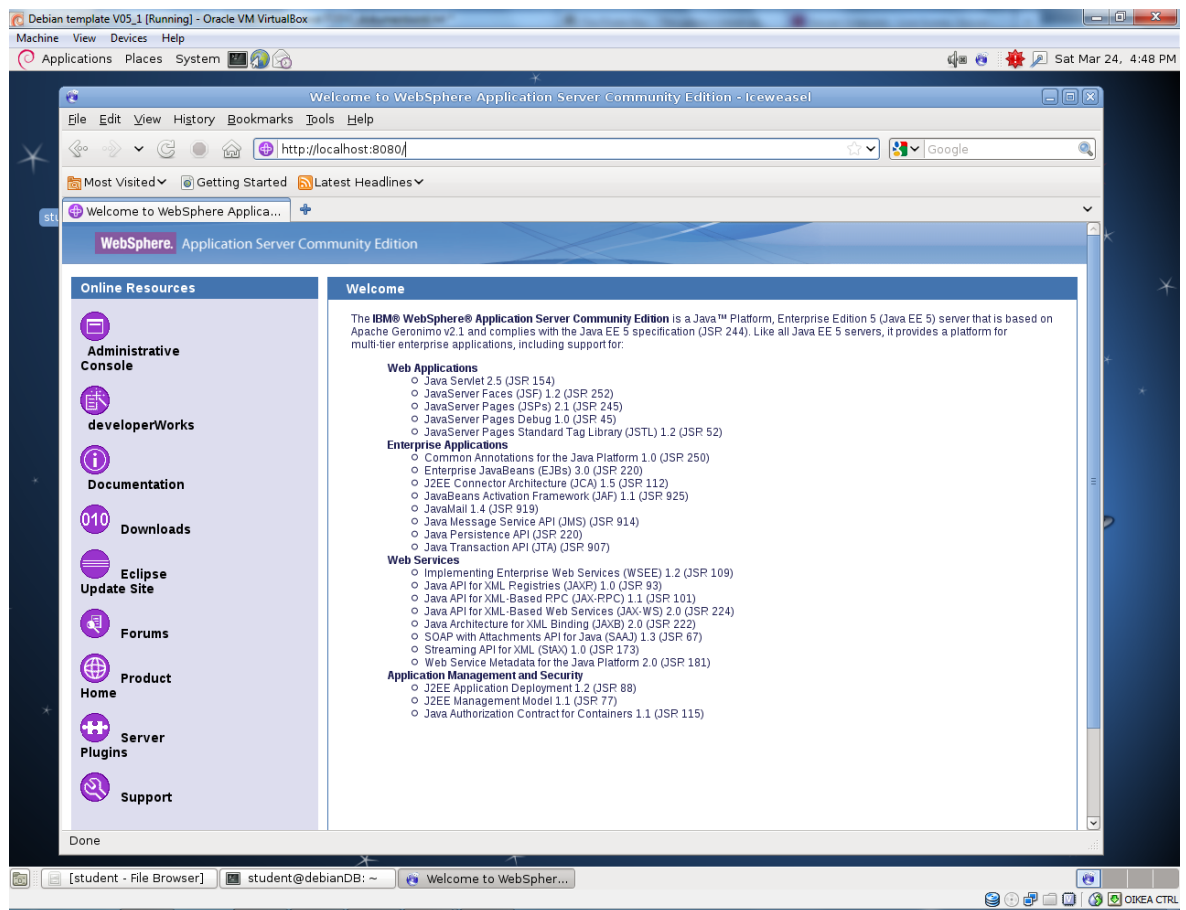 Debian template V05_1 [Running] - Oracle VM VirtualBox
Machine View Devices Help
Applications Places System
Sat Mar 24, 4:48 PM
Welcome to WebSphere Application Server Community Edition - Iceweasel
File Edit View History Bookmarks Tools Help
http://localhost:8080/
Google
Most Visited Getting Started Latest Headlines
Welcome to WebSphere Applica...
WebSphere. Application Server Community Edition
Online Resources
Administrative
Console
developerWorks
Documentation
010 Downloads
Eclipse
Update Site
Forums
Product
Home
Server
Plugins
Support
Welcome
The IBM® WebSphere® Application Server Community Edition is a Java™ Platform, Enterprise Edition 5 (Java EE 5) server that is based on
Apache Geronimo v2.1 and complies with the Java EE 5 specification (JSR 244). Like all Java EE 5 servers, it provides a platform for
multi-tier enterprise applications, including support for:
Web Applications
Java Servlet 2.5 (JSR 154)
JavaServer Faces (JSF) 1.2 (JSR 252)
JavaServer Pages (JSPs) 2.1 (JSR 245)
JavaServer Pages Debug 1.0 (JSR 45)
JavaServer Pages Standard Tag Library (JSTL) 1.2 (JSR 52)
Enterprise Applications
Common Annotations for the Java Platform 1.0 (JSR 250)
Enterprise JavaBeans (EJBs) 3.0 (JSR 220)
J2EE Connector Architecture (JCA) 1.5 (JSR 112)
JavaBeans Activation Framework (JAF) 1.1 (JSR 925)
JavaMail 1.4 (JSR 919)
Java Message Service API (JMS) (JSR 914)
Java Persistence API (JSR 220)
Java Transaction API (JTA) (JSR 907)
Web Services
Implementing Enterprise Web Services (WSEE) 1.2 (JSR 109)
Java API for XML Registries (JAXR) 1.0 (JSR 93)
Java API for XML-Based RPC (JAX-RPC) 1.1 (JSR 101)
Java API for XML-Based Web Services (JAX-WS) 2.0 (JSR 224)
Java Architecture for XML Binding (JAXB) 2.0 (JSR 222)
SOAP with Attachments API for Java (SAAJ) 1.3 (JSR 67)
Streaming API for XML (StAX) 1.0 (JSR 173)
Web Service Metadata for the Java Platform 2.0 (JSR 181)
Application Management and Security
J2EE Application Deployment 1.2 (JSR 88)
J2EE Management Model 1.1 (JSR 77)
Java Authorization Contract for Containers 1.1 (JSR 115)
Done
[student - File Browser] student@debianDB: ~ Welcome to WebSpher...
OIKEA CTRL